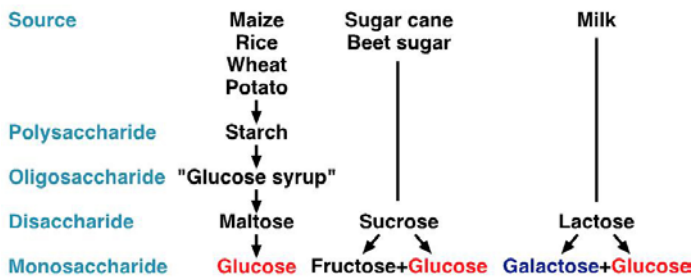 Source Maize Sugar cane Milk
Rice Beet sugar
Wheat
Potato
Polysaccharide Starch
Oligosaccharide "Glucose syrup"
Disaccharide Maltose Sucrose Lactose
Monosaccharide Glucose Fructose+Glucose Galactose+Glucose